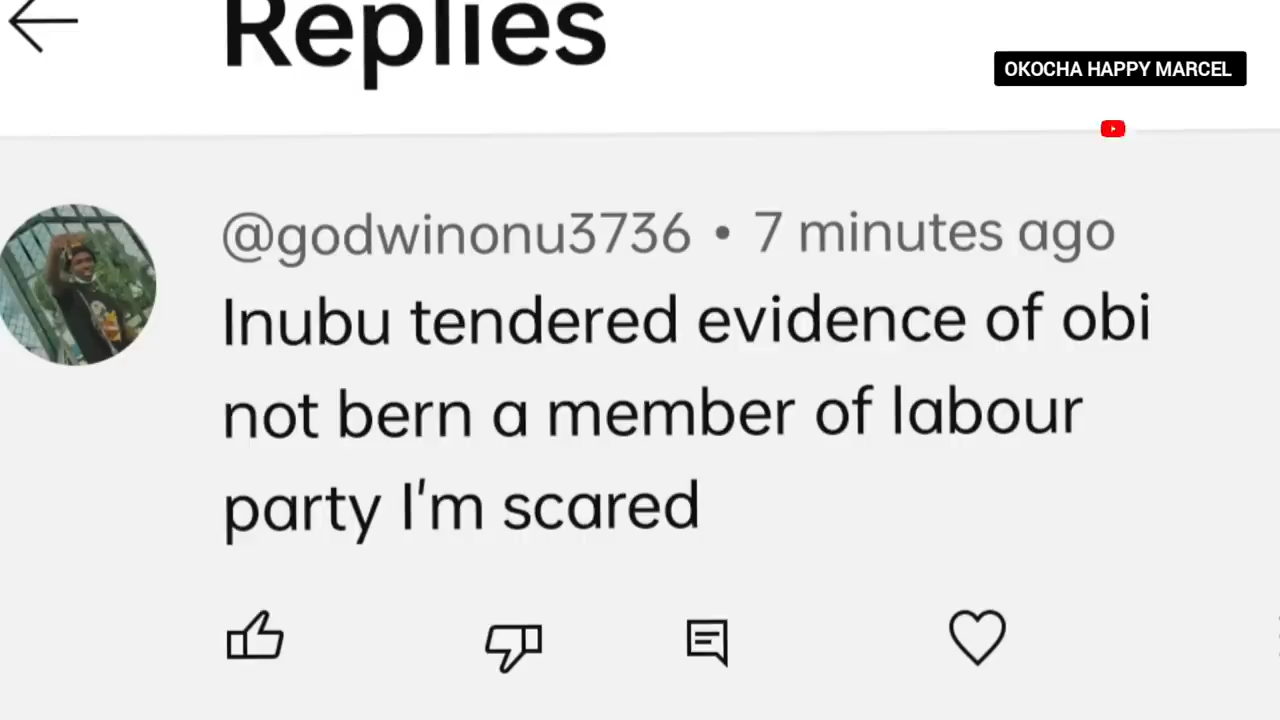 Replies
OKOCHA HAPPY MARCEL
@godwinonu3736 • 7 minutes ago
Inubu tendered evidence of obi
not bern a member of labour
party I'm scared